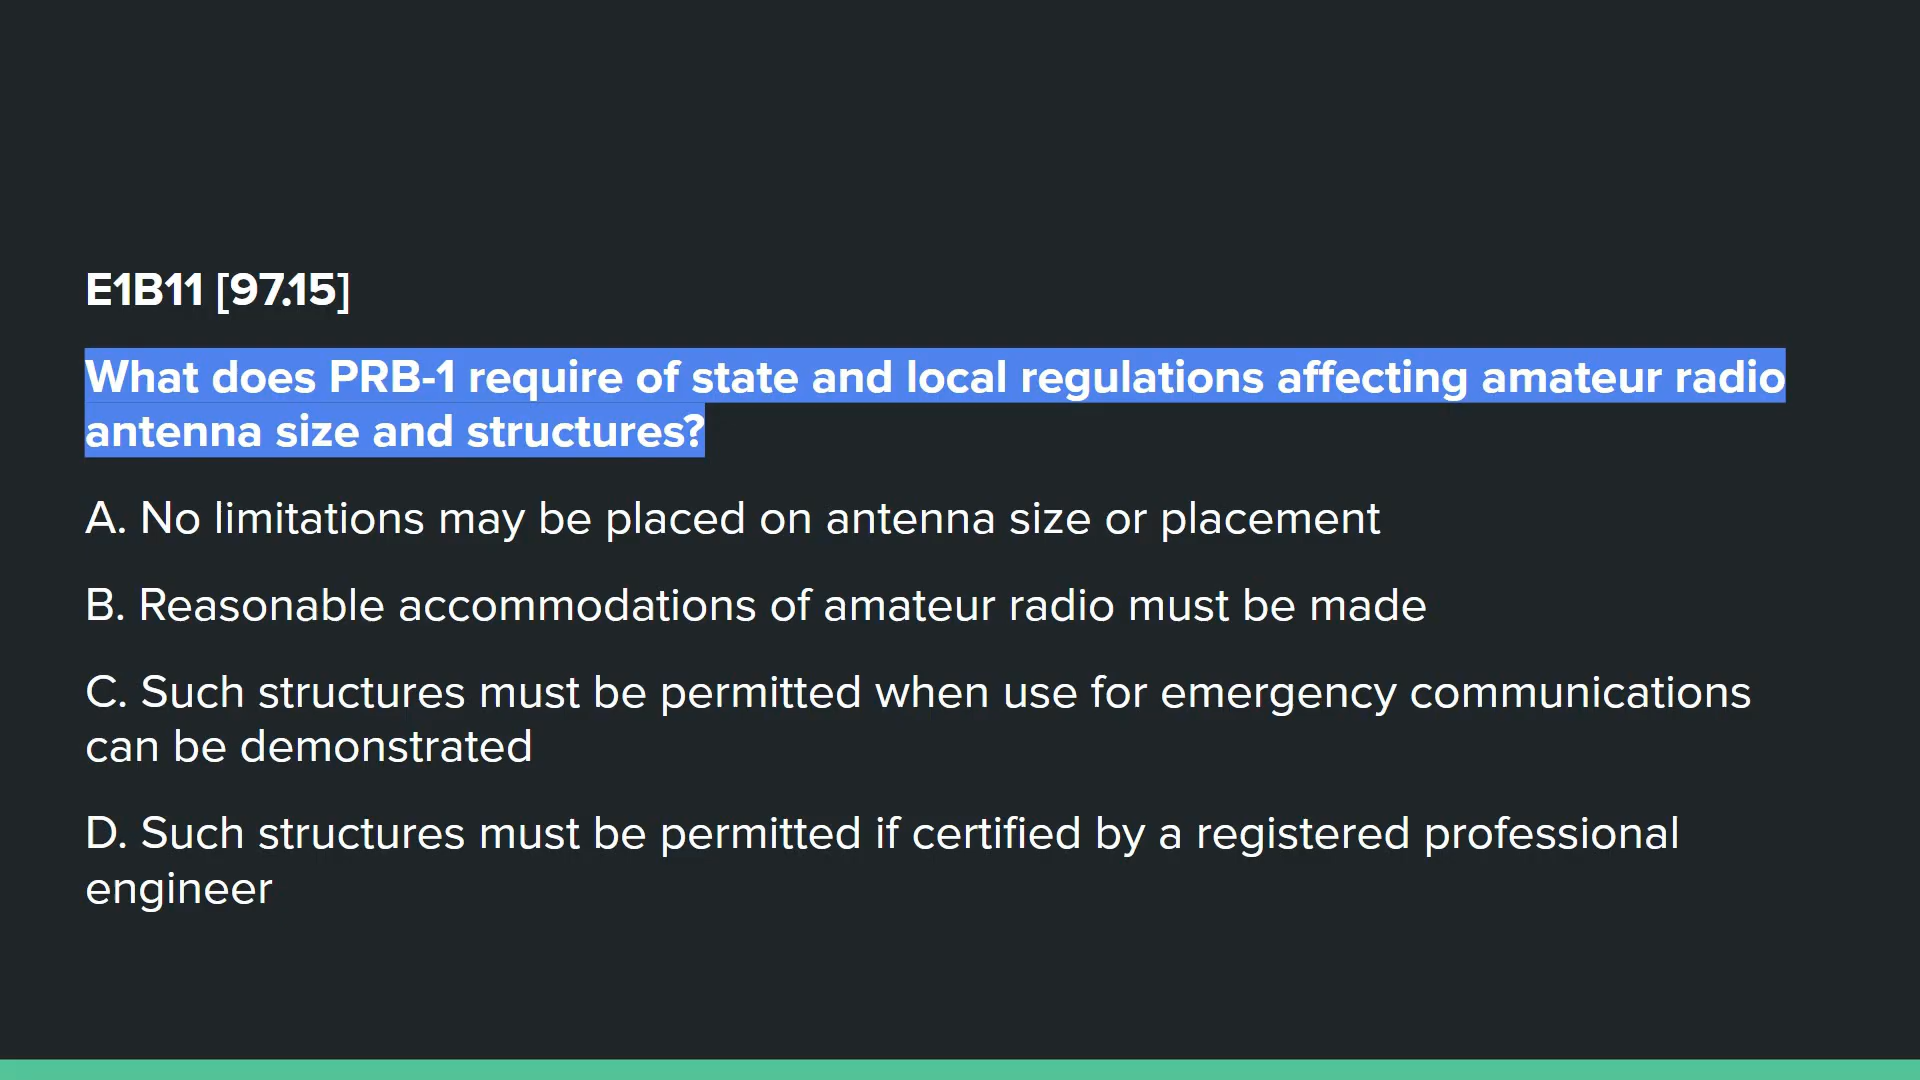 E1B11 [97.15]
What does PRB-1 require of state and local regulations affecting amateur radio
antenna size and structures?
A. No limitations may be placed on antenna size or placement
B. Reasonable accommodations of amateur radio must be made
C. Such structures must be permitted when use for emergency communications
can be demonstrated
D. Such structures must be permitted if certified by a registered professional
engineer